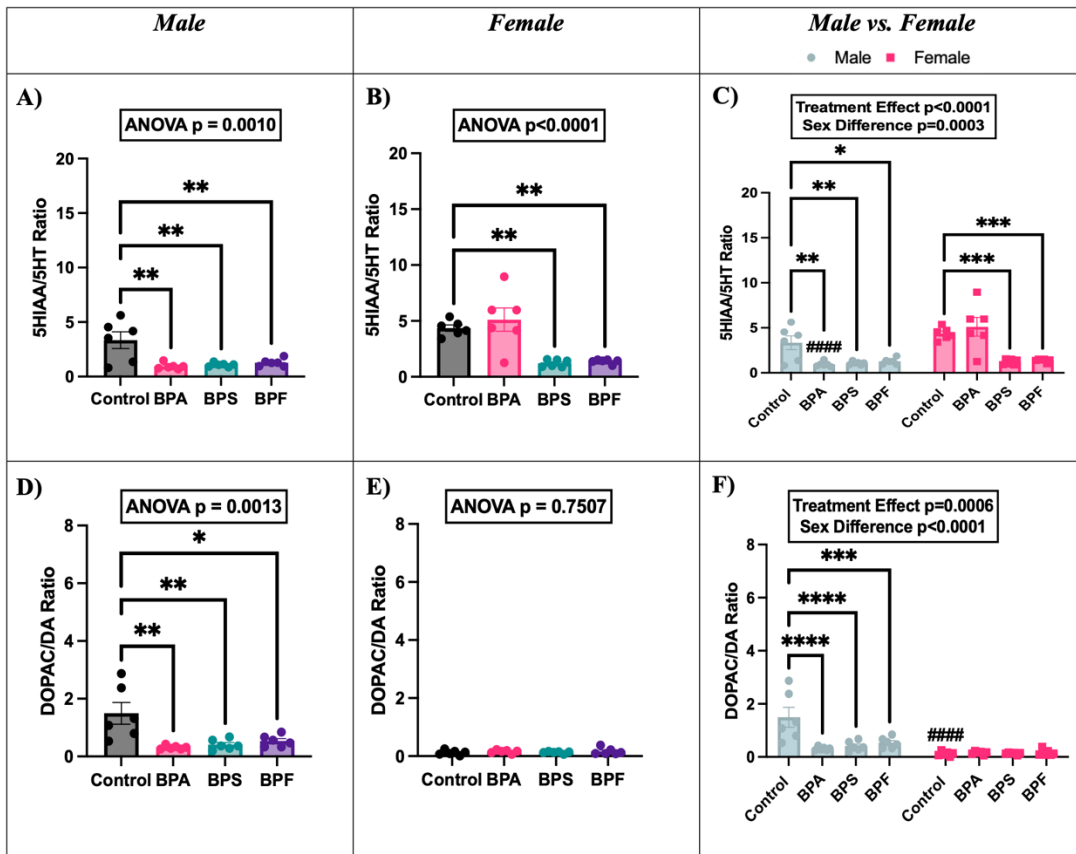 Male
Female
Male vs. Female
Male Female
A)
ANOVA p = 0.0010
5HIAA/5HT Ratio
20
15
10
5
0
**
**
**
Control BPA BPS BPF
B)
ANOVA p<0.0001
5HIAA/5HT Ratio
20
15
10
5
0
**
**
Control BPA BPS BPF
C)
Treatment Effect p<0.0001
Sex Difference p=0.0003
5HIAA/5HT Ratio
20
15
10
5
0
*
**
**
####
***
***
Control BPA BPS BPF Control BPA BPS BPF
D)
ANOVA p = 0.0013
DOPAC/DA Ratio
8
6
4
2
0
*
**
**
Control BPA BPS BPF
E)
ANOVA p = 0.7507
DOPAC/DA Ratio
8
6
4
2
0
Control BPA BPS BPF
F)
Treatment Effect p=0.0006
Sex Difference p<0.0001
DOPAC/DA Ratio
8
6
4
2
0
***
****
****
####
Control BPA BPS BPF Control BPA BPS BPF